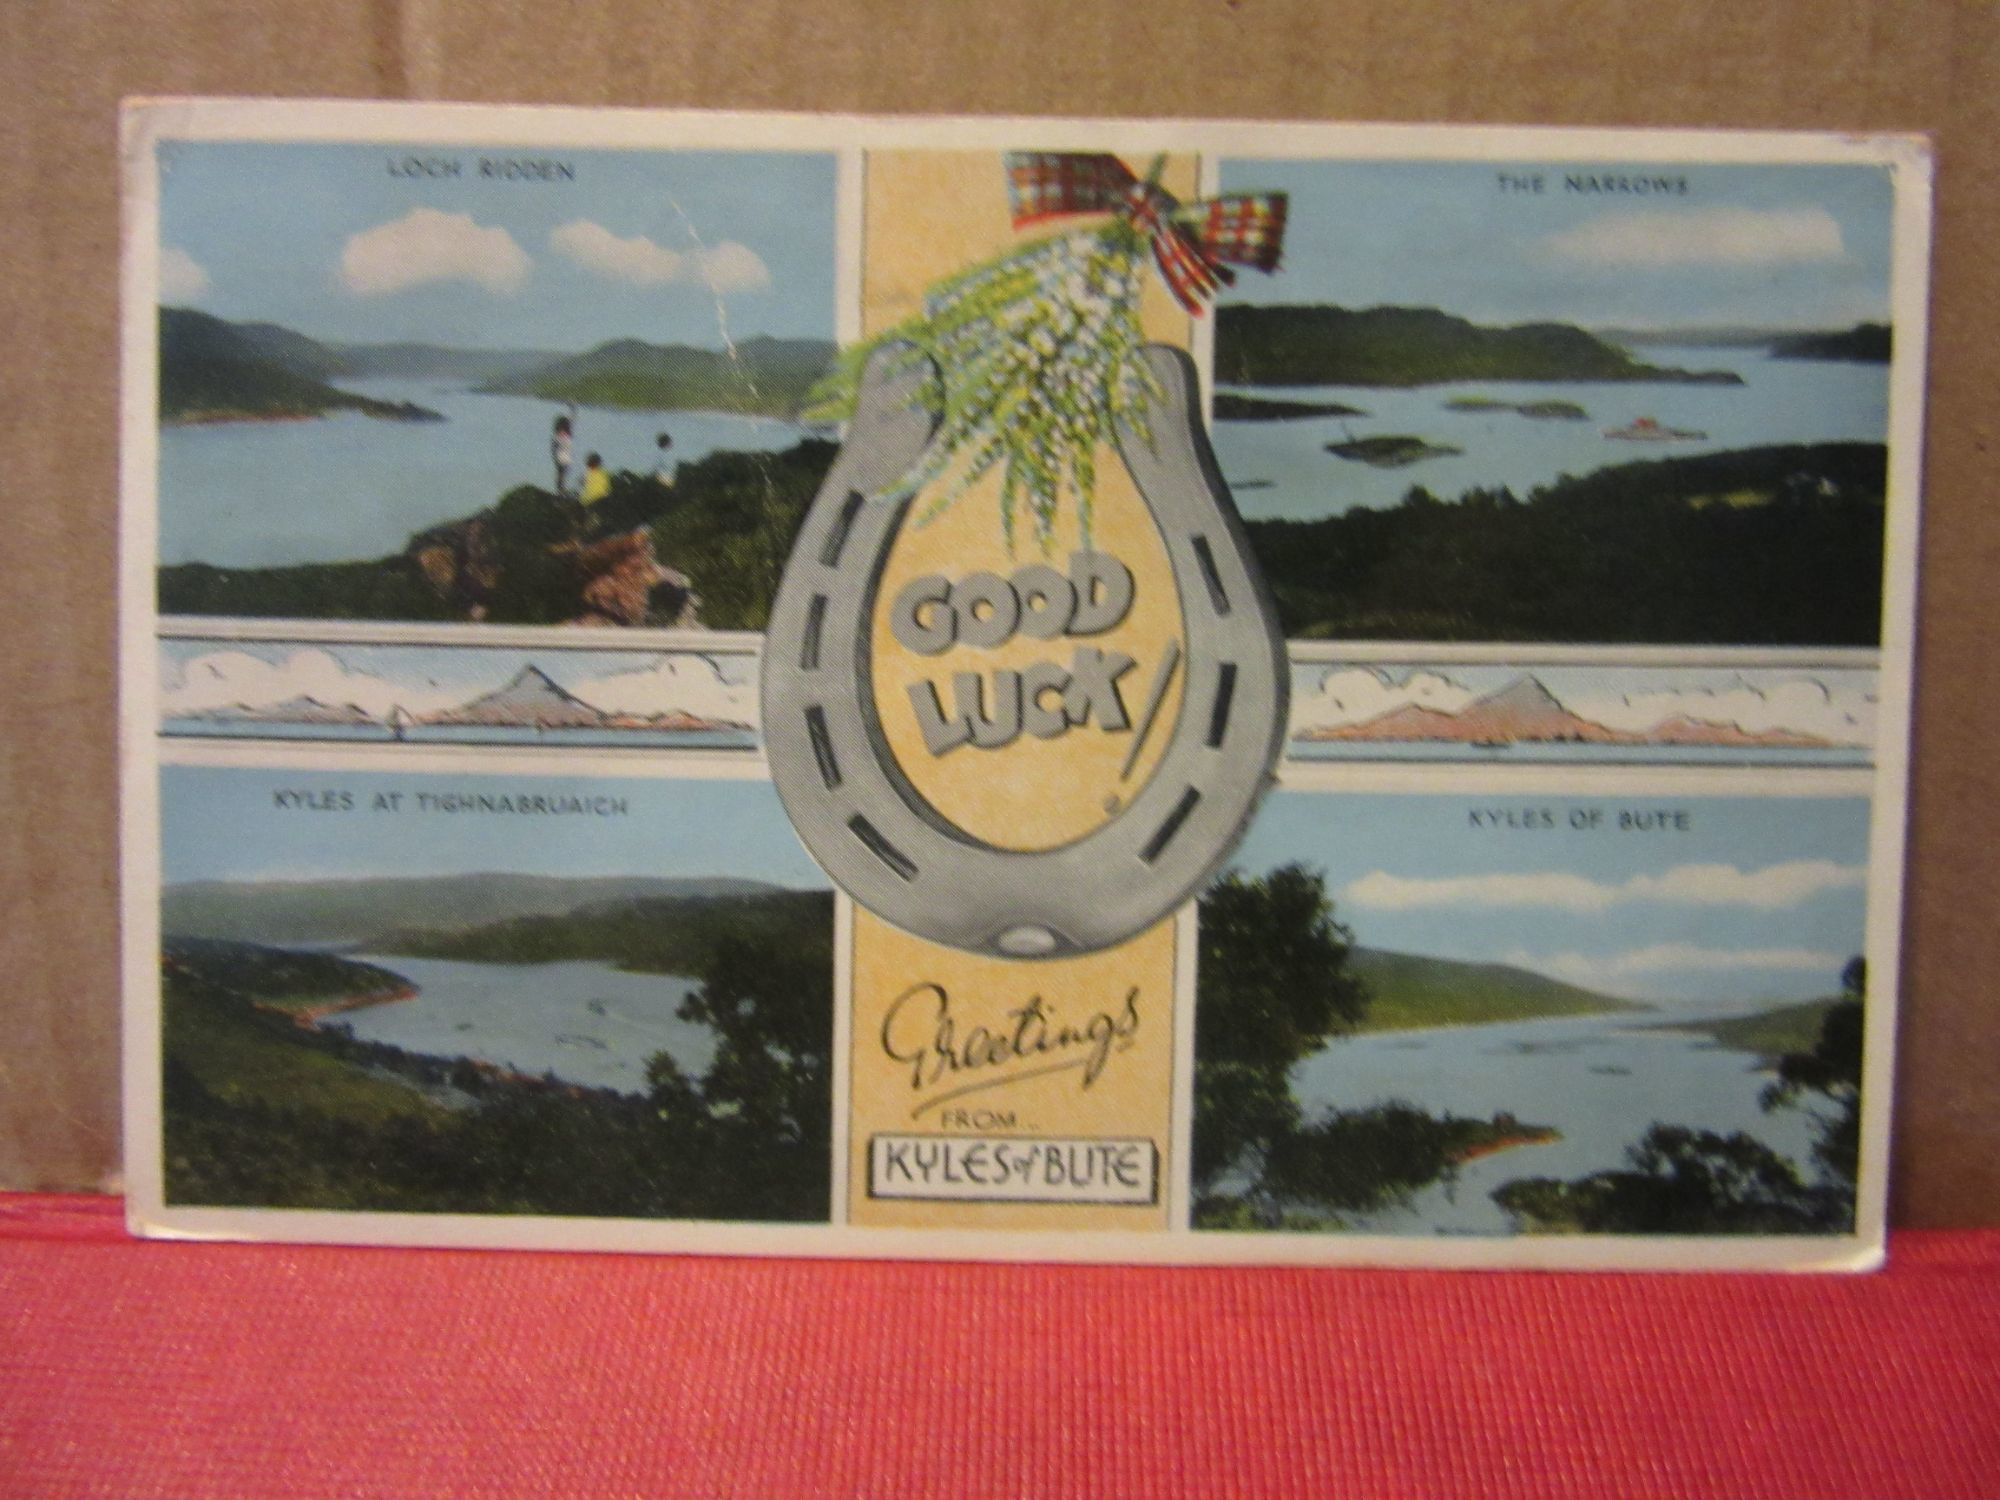 LOCH RIDDEN
THE NARROWS
GOOD
LUCK!
KYLES AT TIGHNABRUAICH
KYLES OF BUTE
Greetings
FROM...
KYLES of BUTE